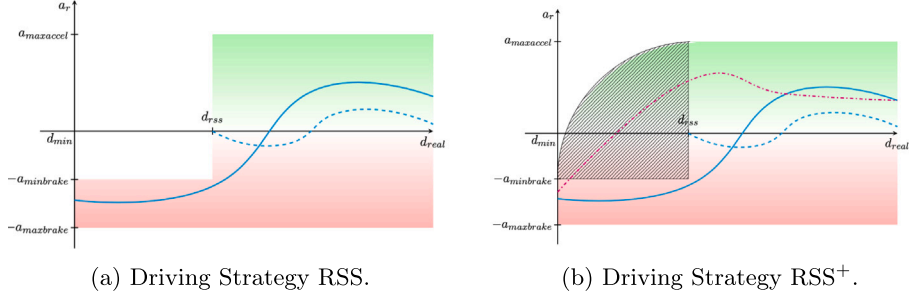 a_r
a_maxaccel
d_rss
d_min
d_real
−a_minbrake
−a_maxbrake
(a) Driving Strategy RSS.
a_r
a_maxaccel
d_rss
d_min
d_real
−a_minbrake
−a_maxbrake
(b) Driving Strategy RSS⁺.